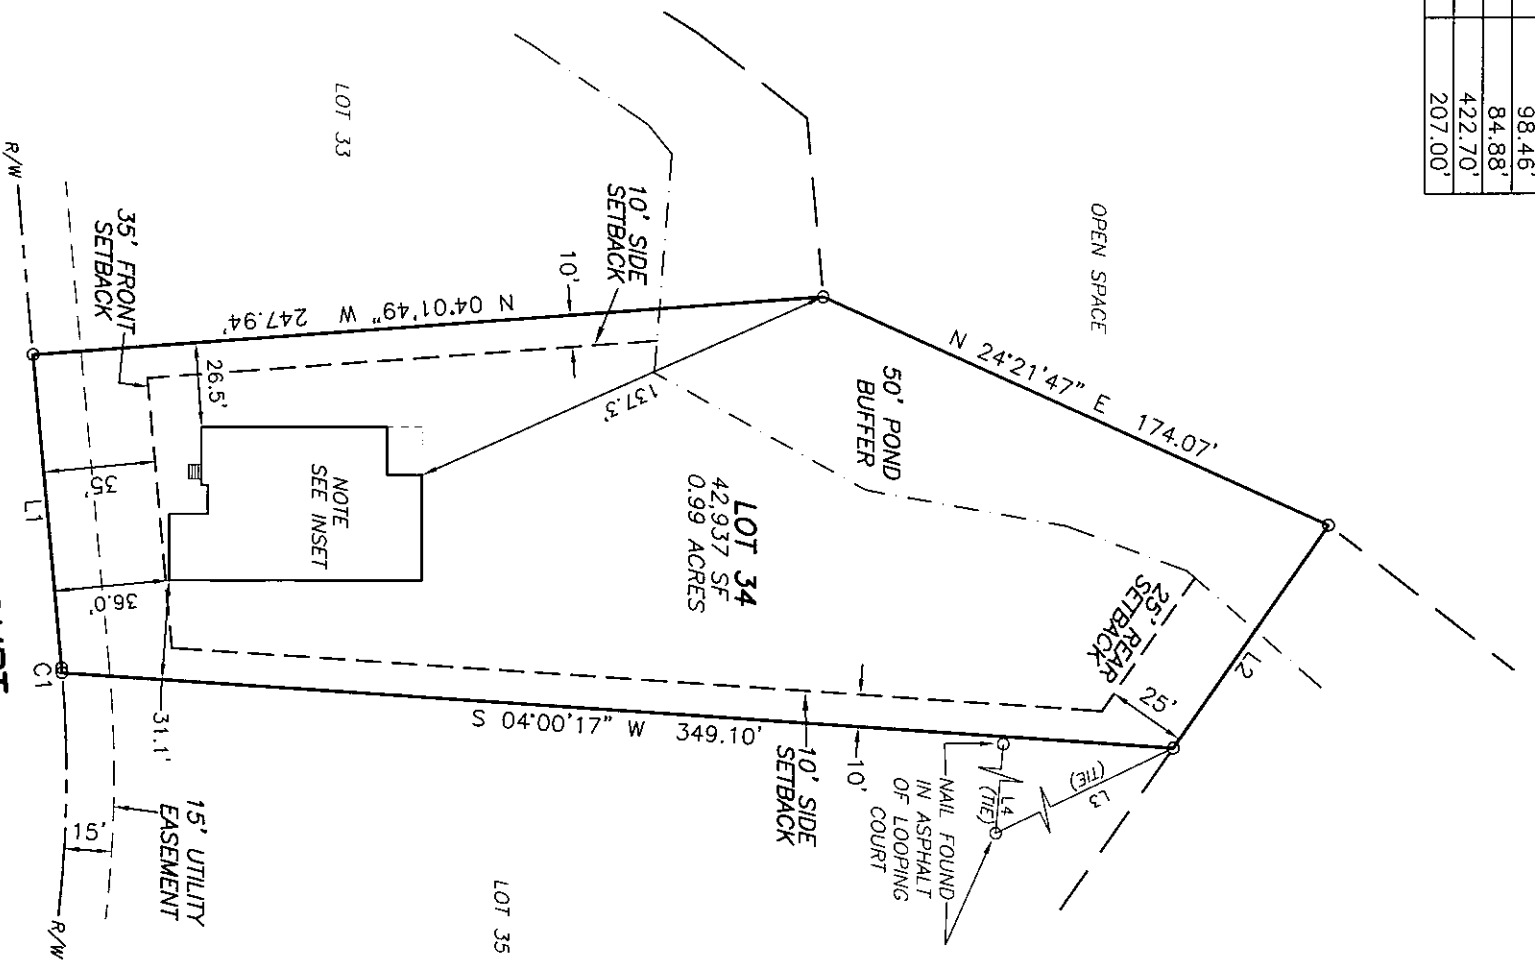 98.46'
84.88'
422.70'
207.00'
OPEN SPACE
LOT 33
R/W
10' SIDE
SETBACK
10'
35' FRONT
SETBACK
N 04°01'49" W 247.94'
N 24°21'47" E 174.07'
26.5'
137.3'
50' POND
BUFFER
LOT 34
42,937 SF
0.99 ACRES
NOTE
SEE INSET
35'
L1
36.0'
C1
31.1'
25' REAR
SETBACK
L2
25'
S 04°00'17" W 349.10'
10' SIDE
SETBACK
10'
L3
(TIE)
L4
(TIE)
NAIL FOUND
IN ASPHALT
OF LOOPING
COURT
15' UTILITY
EASEMENT
15'
LOT 35
R/W